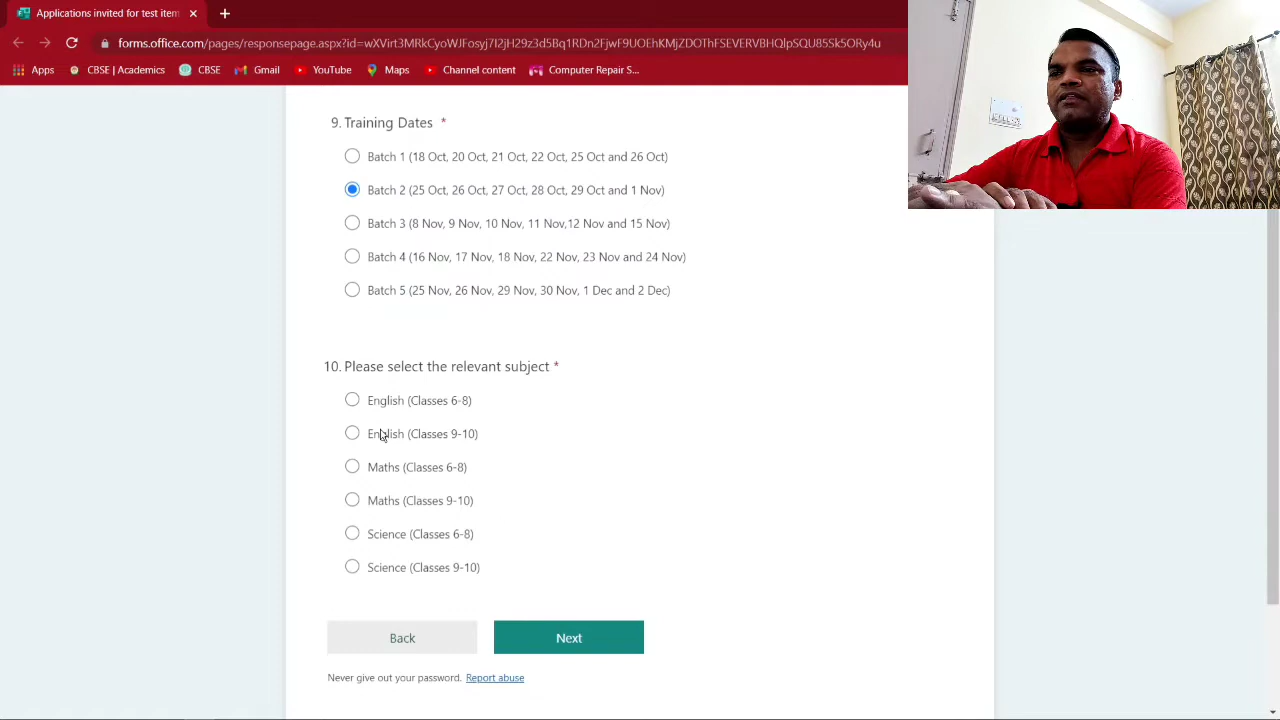 Applications invited for test item
forms.office.com/pages/responsepage.aspx?id=wXVirt3MRkCyoWJFosyj7I2jH29z3d5Bq1RDn2FjwF9UOEhKMjZDOThFSEVERVBHQlpSQU85Sk5ORy4u
Apps CBSE | Academics CBSE Gmail YouTube Maps Channel content Computer Repair S...
9. Training Dates *
Batch 1 (18 Oct, 20 Oct, 21 Oct, 22 Oct, 25 Oct and 26 Oct)
Batch 2 (25 Oct, 26 Oct, 27 Oct, 28 Oct, 29 Oct and 1 Nov)
Batch 3 (8 Nov, 9 Nov, 10 Nov, 11 Nov,12 Nov and 15 Nov)
Batch 4 (16 Nov, 17 Nov, 18 Nov, 22 Nov, 23 Nov and 24 Nov)
Batch 5 (25 Nov, 26 Nov, 29 Nov, 30 Nov, 1 Dec and 2 Dec)
10. Please select the relevant subject *
English (Classes 6-8)
English (Classes 9-10)
Maths (Classes 6-8)
Maths (Classes 9-10)
Science (Classes 6-8)
Science (Classes 9-10)
Back Next
Never give out your password. Report abuse